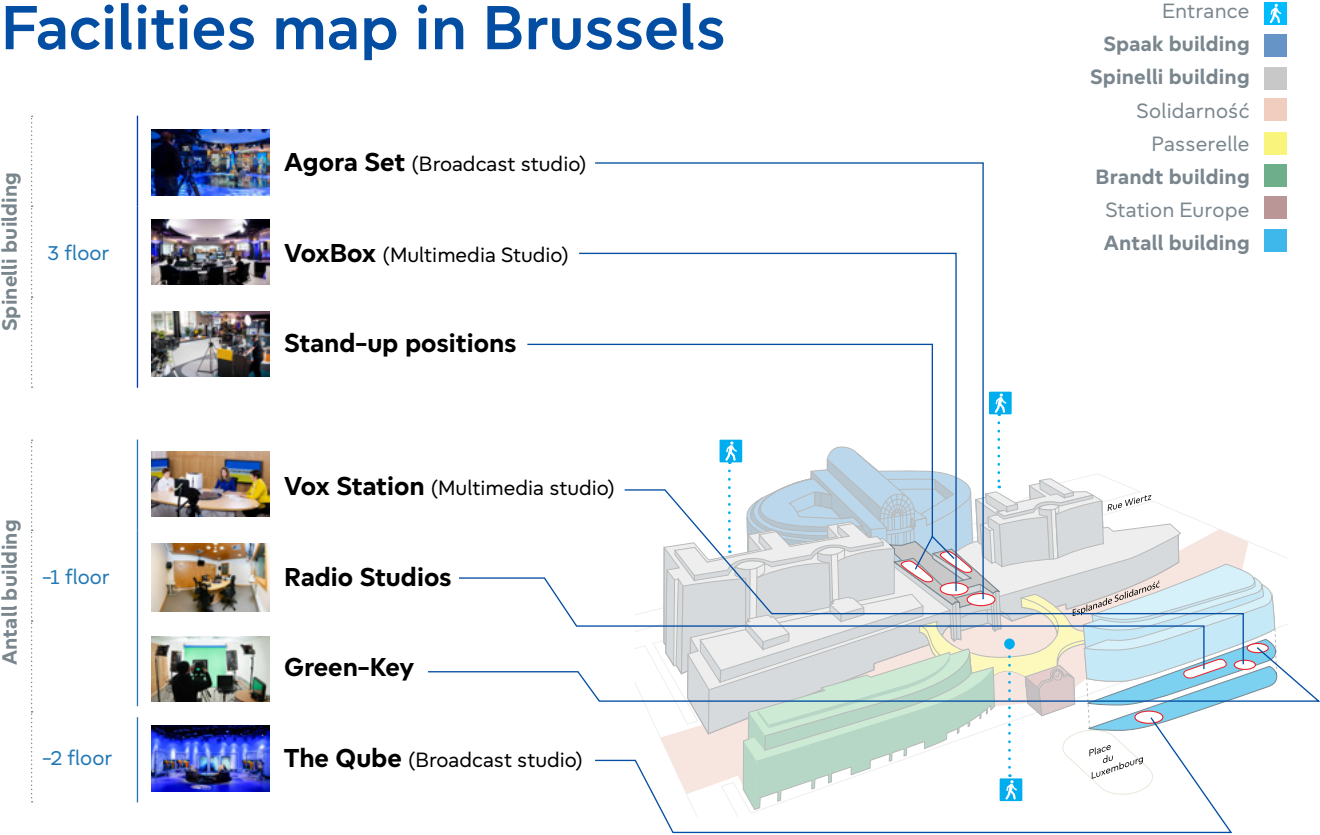 Facilities map in Brussels
Entrance
Spaak building
Spinelli building
Solidarność
Passerelle
Brandt building
Station Europe
Antall building
Spinelli building
3 floor
Agora Set (Broadcast studio)
VoxBox (Multimedia Studio)
Stand-up positions
Antall building
-1 floor
Vox Station (Multimedia studio)
Radio Studios
Green-Key
-2 floor
The Qube (Broadcast studio)
Rue Wiertz
Esplanade Solidarność
Place
du
Luxembourg